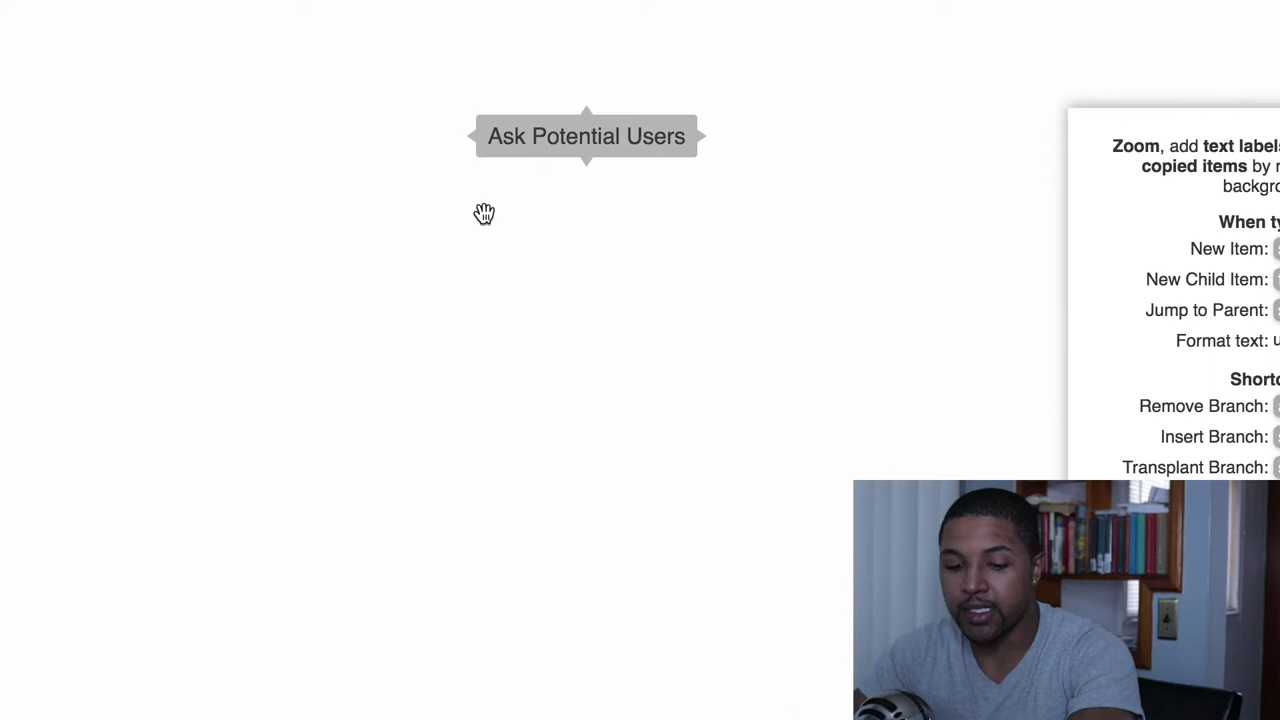 Ask Potential Users
Zoom, add text label
copied items by
backgr
When ty
New Item:
New Child Item:
Jump to Parent:
Format text: u
Short
Remove Branch:
Insert Branch:
Transplant Branch: